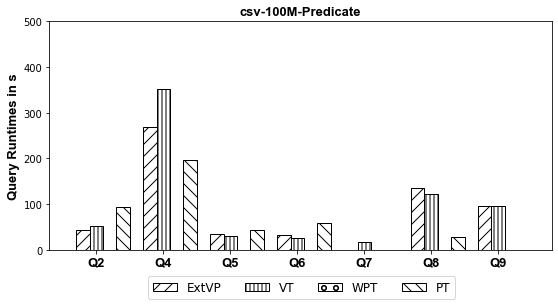 csv-100M-Predicate
Query Runtimes in s
500
400
300
200
100
0
Q2 Q4 Q5 Q6 Q7 Q8 Q9
ExtVP VT WPT PT